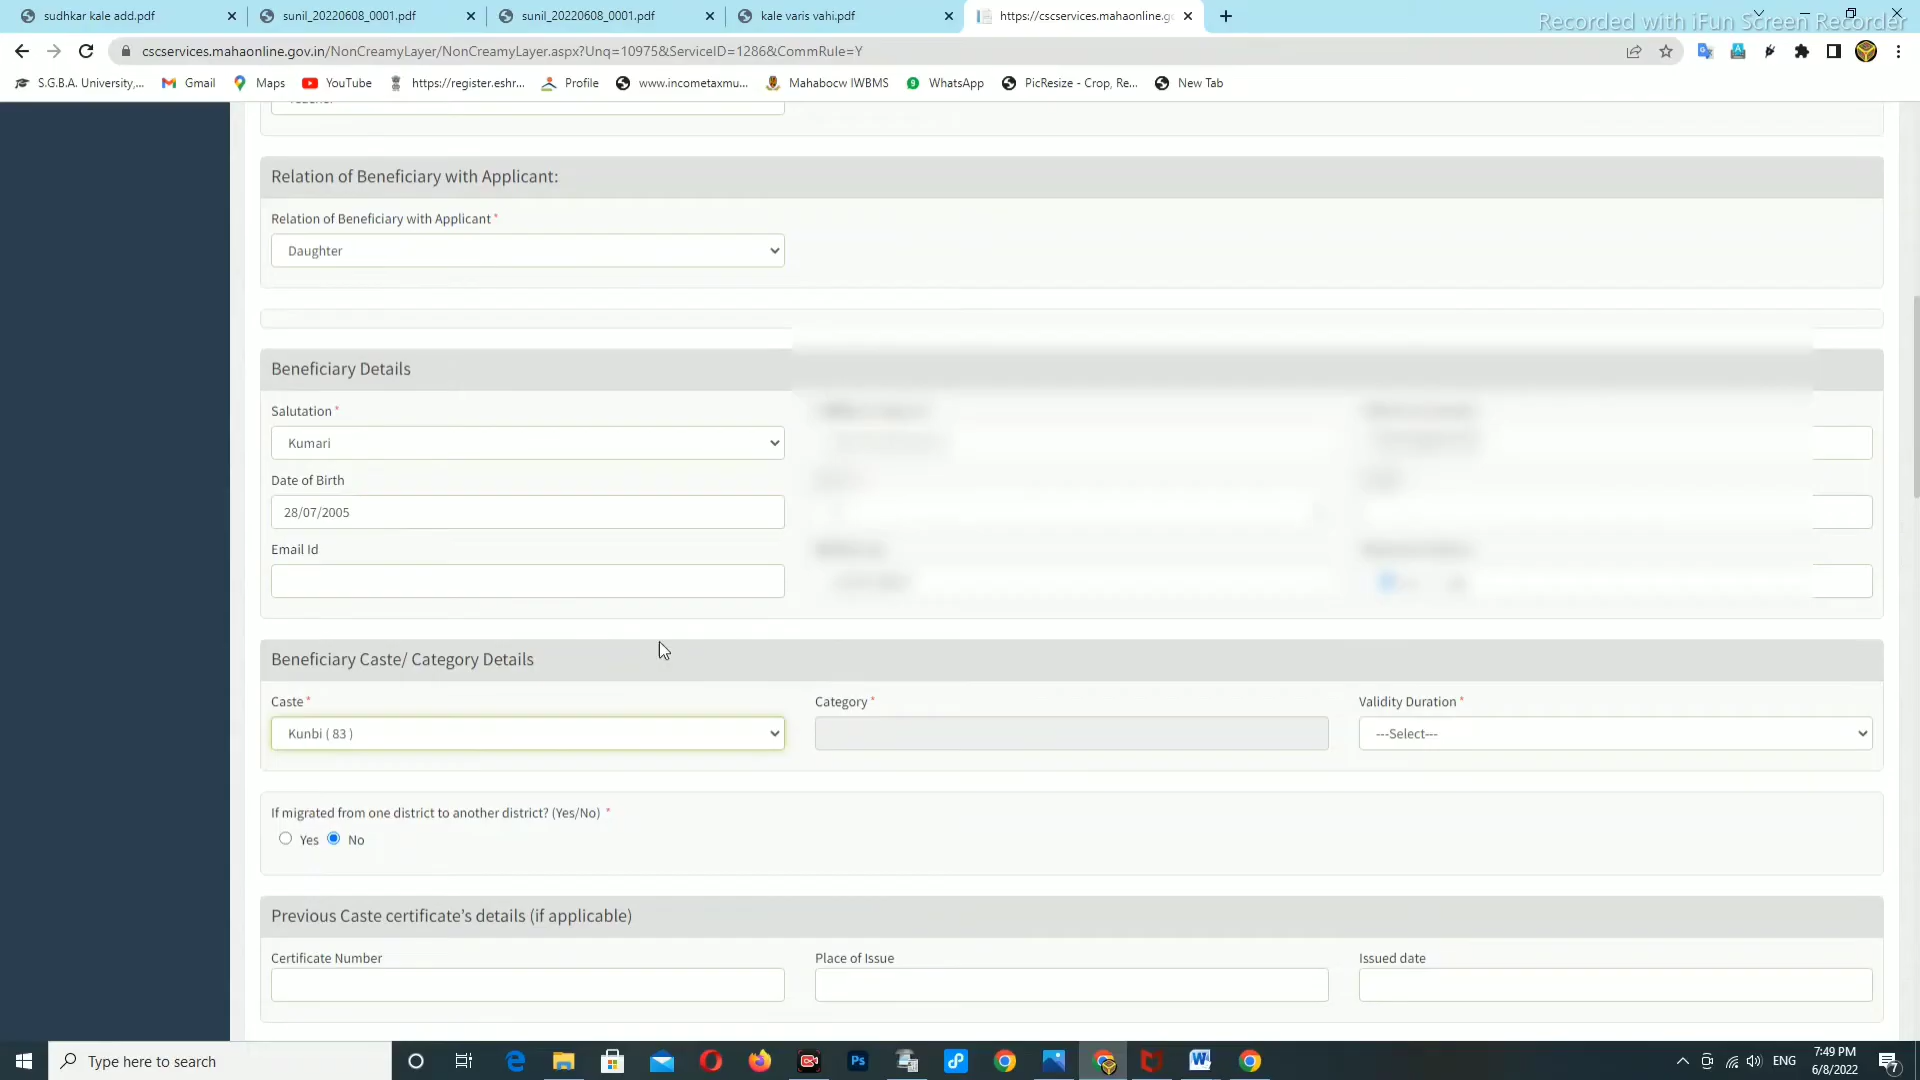 sudhkar kale add.pdf
sunil_20220608_0001.pdf
sunil_20220608_0001.pdf
kale varis vahi.pdf
https://cscservices.mahaonline.go
Recorded with iFun Screen Recorder
cscservices.mahaonline.gov.in/NonCreamyLayer/NonCreamyLayer.aspx?Unq=10975&ServiceID=1286&CommRule=Y
S.G.B.A. University,...
Gmail
Maps
YouTube
https://register.eshr...
Profile
www.incometaxmu...
Mahabocw IWBMS
WhatsApp
PicResize - Crop, Re...
New Tab
Relation of Beneficiary with Applicant:
Relation of Beneficiary with Applicant *
Daughter
Beneficiary Details
Salutation *
Kumari
Date of Birth
28/07/2005
Email Id
Beneficiary Caste/ Category Details
Caste * Category * Validity Duration *
Kunbi ( 83 ) ---Select---
If migrated from one district to another district? (Yes/No) *
Yes No
Previous Caste certificate's details (if applicable)
Certificate Number Place of Issue Issued date
Type here to search
ENG
7:49 PM
6/8/2022
7